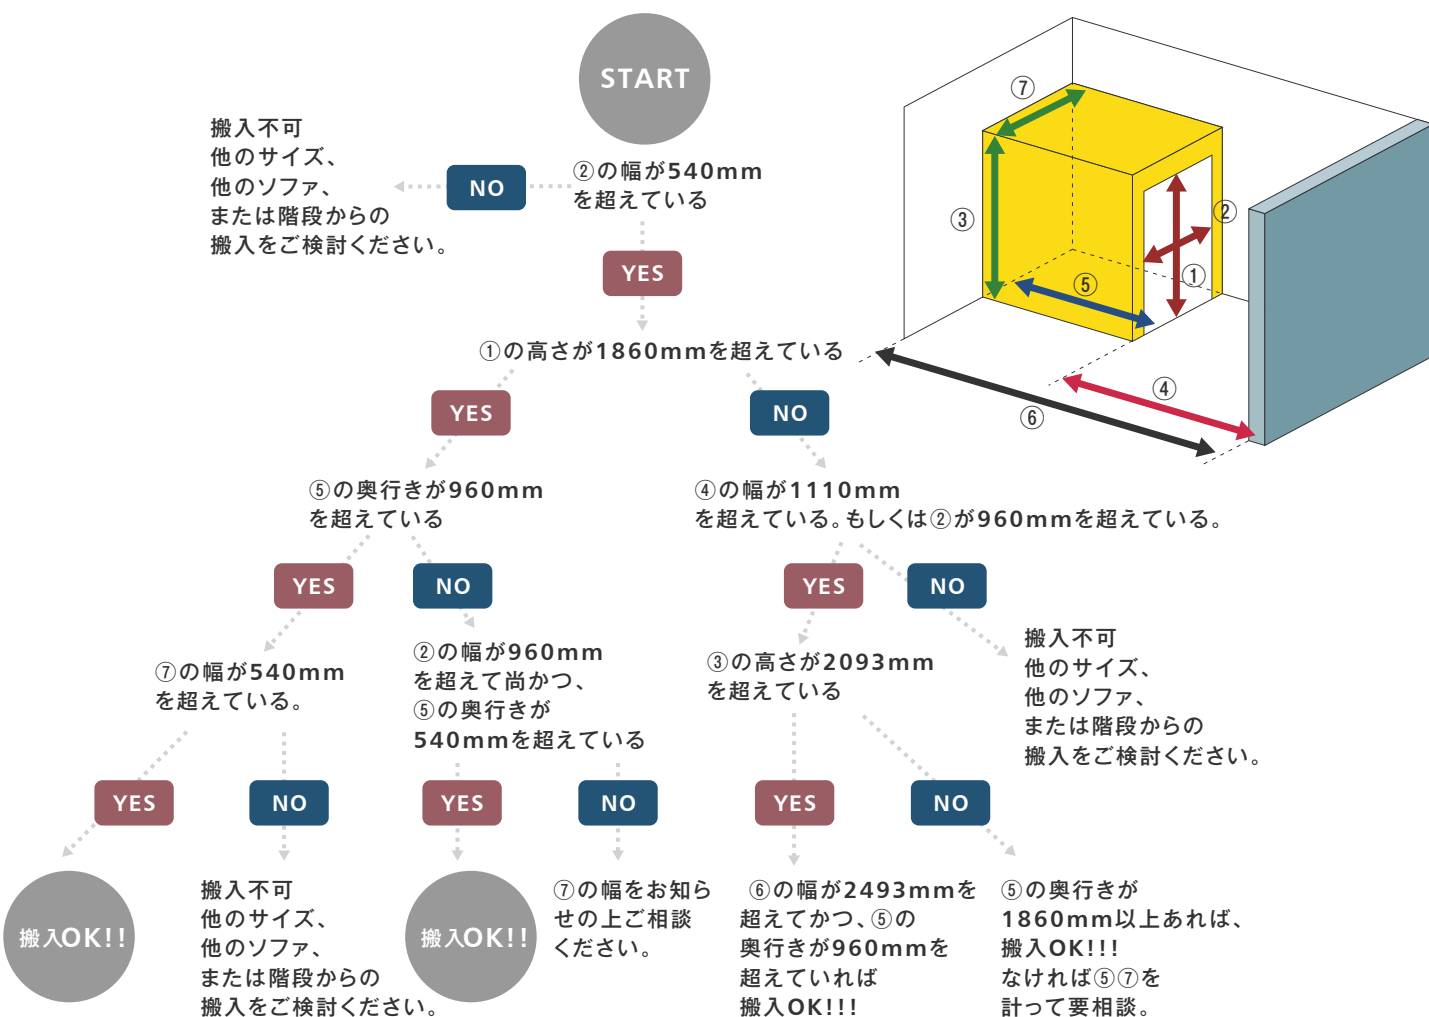 START
搬入不可
他のサイズ、
他のソファ、
または階段からの
搬入をご検討ください。
NO
②の幅が540mm
を超えている
YES
①の高さが1860mmを超えている
YES
NO
⑤の奥行きが960mm
を超えている
④の幅が1110mm
を超えている。もしくは②が960mmを超えている。
YES
NO
YES
NO
⑦の幅が540mm
を超えている。
②の幅が960mm
を超えて尚かつ、
⑤の奥行きが
540mmを超えている
③の高さが2093mm
を超えている
搬入不可
他のサイズ、
他のソファ、
または階段からの
搬入をご検討ください。
YES
NO
YES
NO
YES
NO
搬入OK!!
搬入不可
他のサイズ、
他のソファ、
または階段からの
搬入をご検討ください。
搬入OK!!
⑦の幅をお知ら
せの上ご相談
ください。
⑥の幅が2493mmを
超えてかつ、⑤の
奥行きが960mmを
超えていれば
搬入OK!!!
⑤の奥行きが
1860mm以上あれば、
搬入OK!!!
なければ⑤⑦を
計って要相談。
⑦
③
②
①
⑤
④
⑥